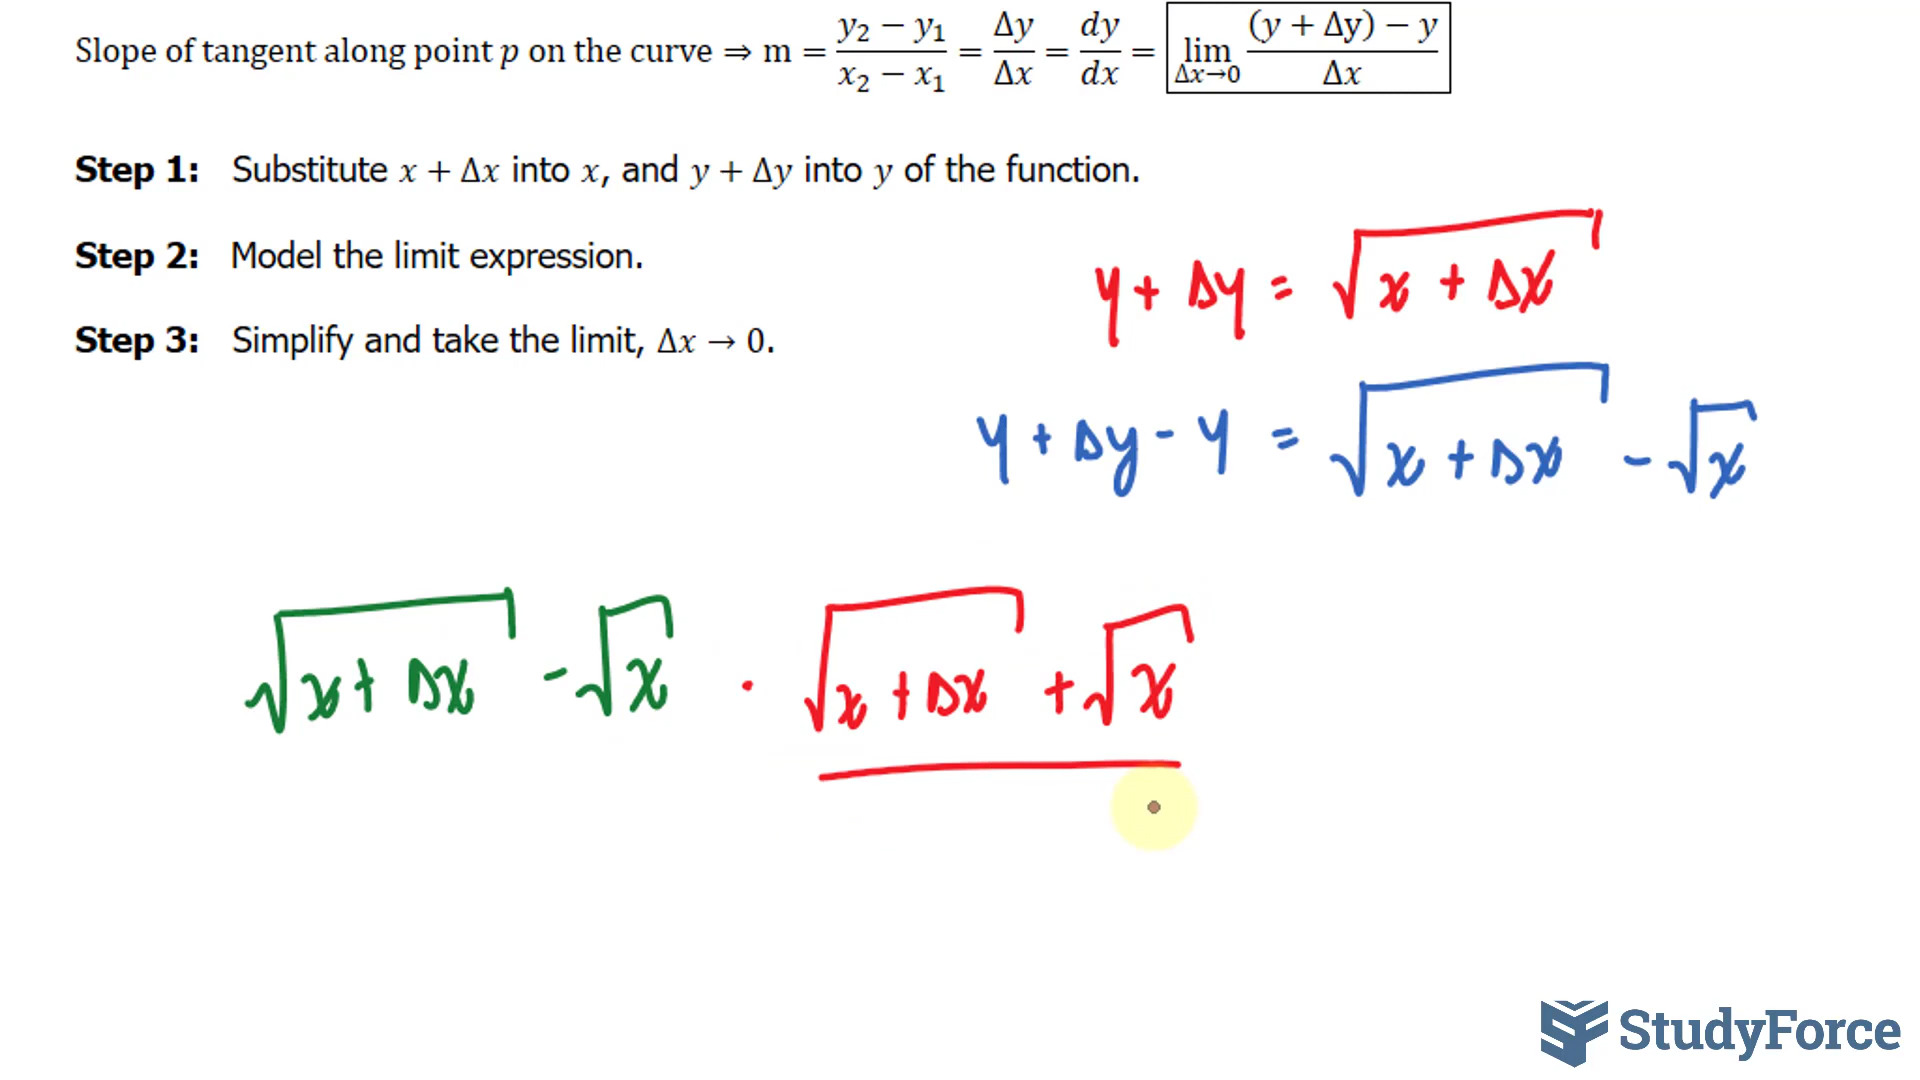 Slope of tangent along point p on the curve ⇒ m = (y₂ − y₁)/(x₂ − x₁) = Δy/Δx = dy/dx = lim Δx→0 ((y + Δy) − y)/Δx
Step 1: Substitute x + Δx into x, and y + Δy into y of the function.
Step 2: Model the limit expression.
y + Δy = √(x + Δx)
Step 3: Simplify and take the limit, Δx → 0.
y + Δy - y = √(x + Δx) - √x
√(x + Δx) - √x · √(x + Δx) + √x
StudyForce